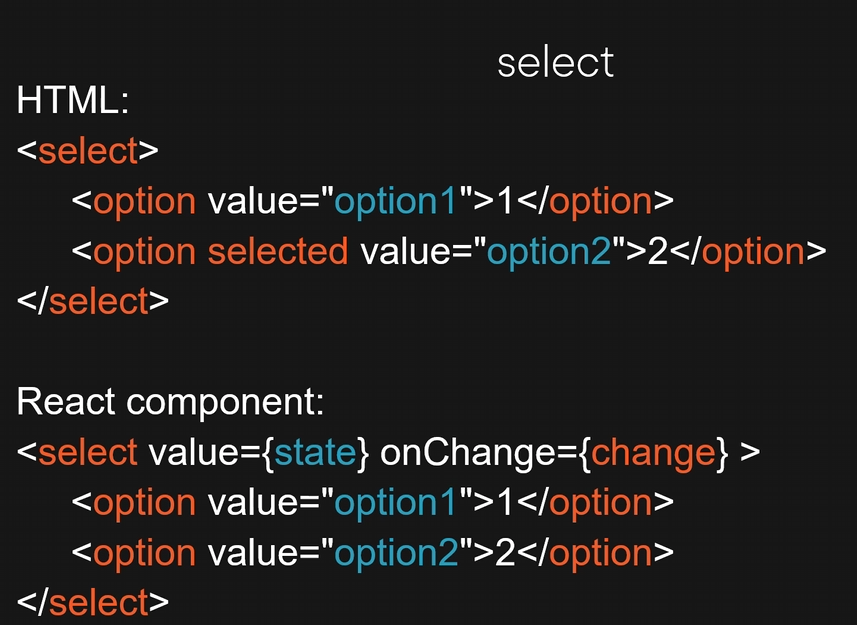 select
HTML:
<select>
<option value="option1">1</option>
<option selected value="option2">2</option>
</select>
React component:
<select value={state} onChange={change} >
<option value="option1">1</option>
<option value="option2">2</option>
</select>